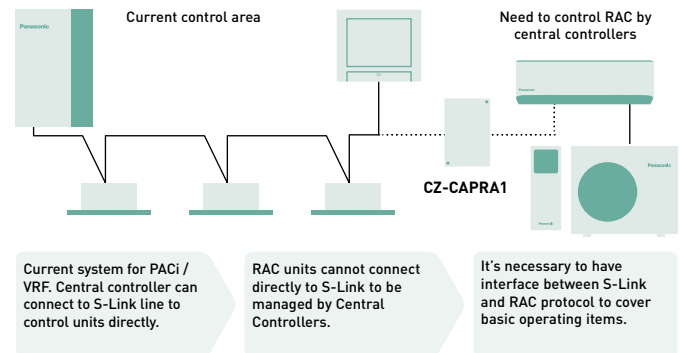 Current control area
Need to control RAC by
central controllers
Panasonic
Panasonic
Panasonic
Panasonic
CZ-CAPRA1
Current system for PACi /
VRF. Central controller can
connect to S-Link line to
control units directly.
RAC units cannot connect
directly to S-Link to be
managed by Central
Controllers.
It's necessary to have
interface between S-Link
and RAC protocol to cover
basic operating items.